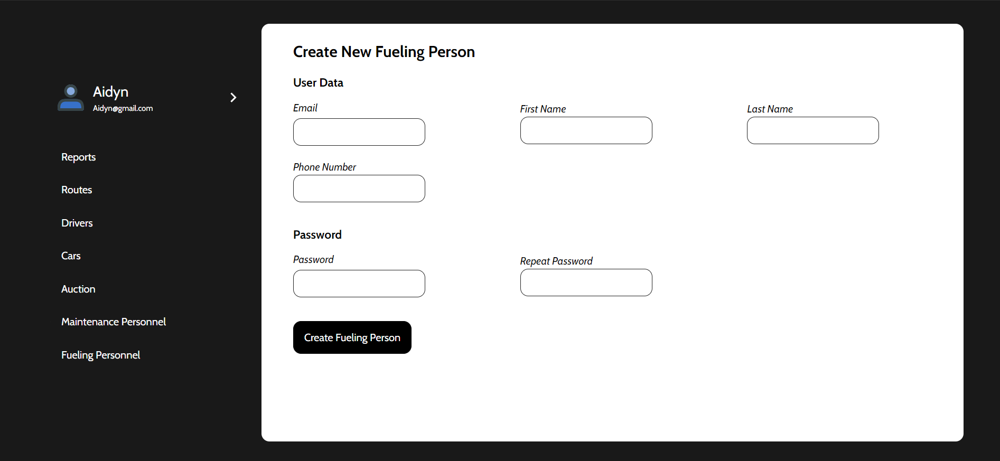 Aidyn
Aidyn@gmail.com
Reports
Routes
Drivers
Cars
Auction
Maintenance Personnel
Fueling Personnel
Create New Fueling Person
User Data
Email
First Name
Last Name
Phone Number
Password
Password
Repeat Password
Create Fueling Person